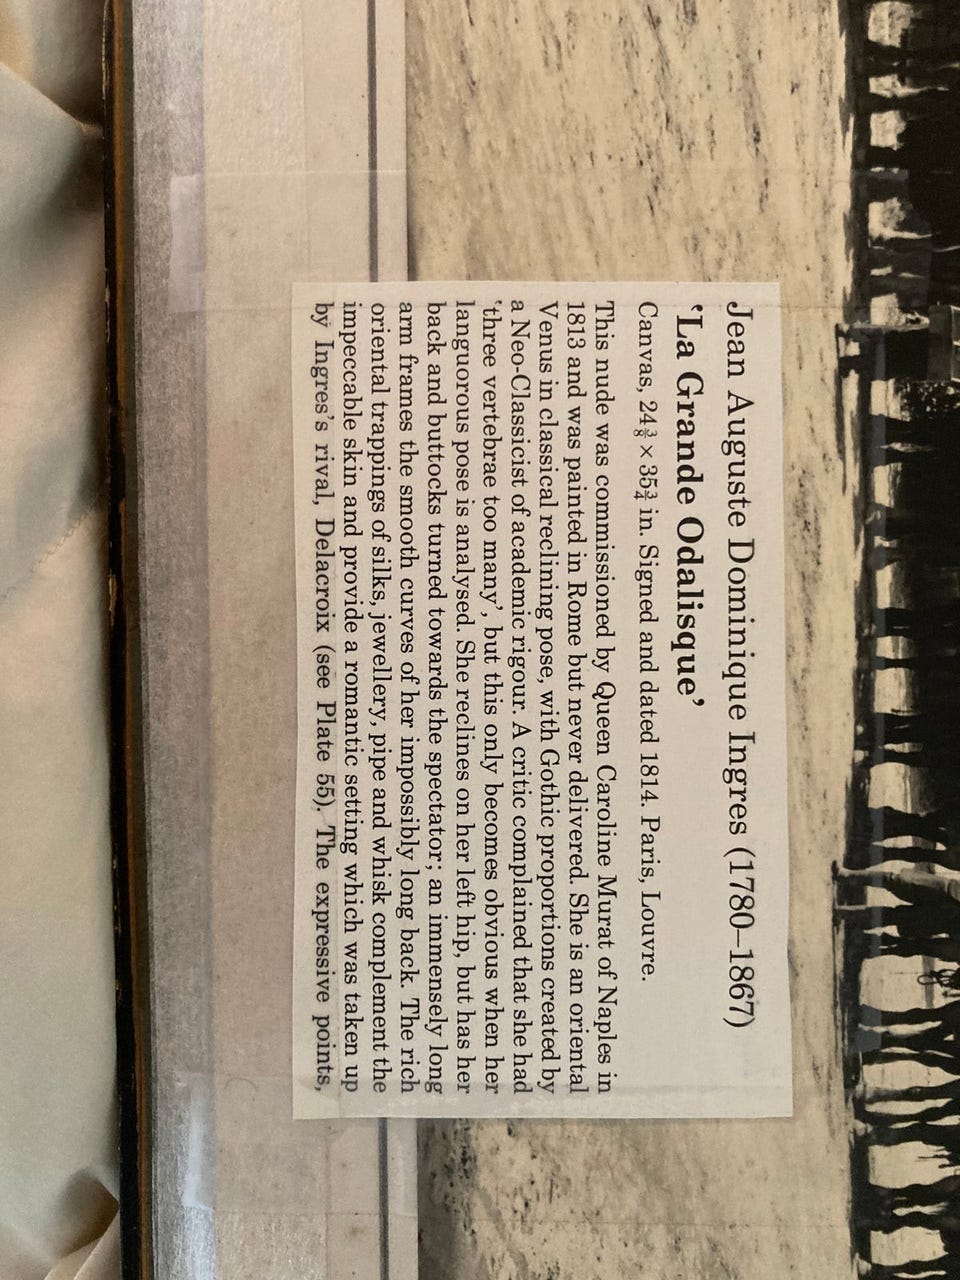 Jean Auguste Dominique Ingres (1780–1867)
‘La Grande Odalisque’
Canvas, 24⅜ × 35¾ in. Signed and dated 1814. Paris, Louvre.
This nude was commissioned by Queen Caroline Murat of Naples in
1813 and was painted in Rome but never delivered. She is an oriental
Venus in classical reclining pose, with Gothic proportions created by
a Neo-Classicist of academic rigour. A critic complained that she had
‘three vertebrae too many’, but this only becomes obvious when her
languorous pose is analysed. She reclines on her left hip, but has her
back and buttocks turned towards the spectator; an immensely long
arm frames the smooth curves of her impossibly long back. The rich
oriental trappings of silks, jewellery, pipe and whisk complement the
impeccable skin and provide a romantic setting which was taken up
by Ingres’s rival, Delacroix (see Plate 55). The expressive points,